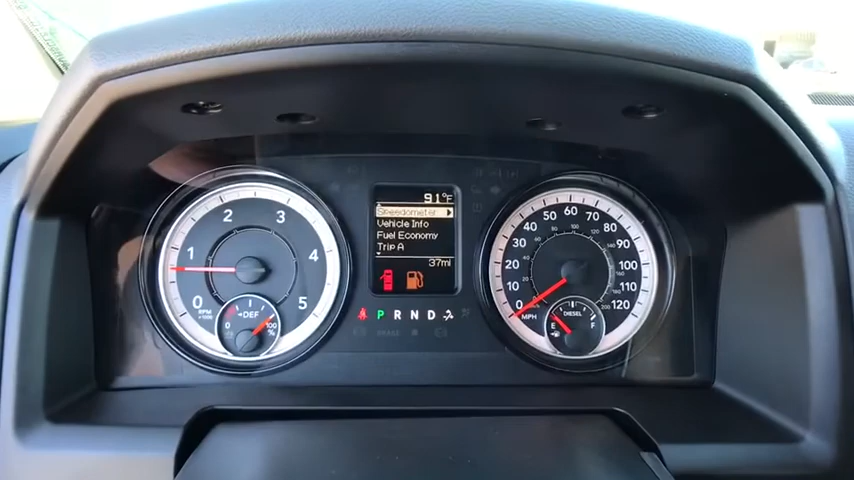 0 1 2 3 4 5
RPM
x1000
DEF
0 100
%
91°F
Speedometer
Vehicle Info
Fuel Economy
Trip A
37mi
P R N D
0 10 20 30 40 50 60 70 80 90 100 110 120
MPH
DIESEL
E F